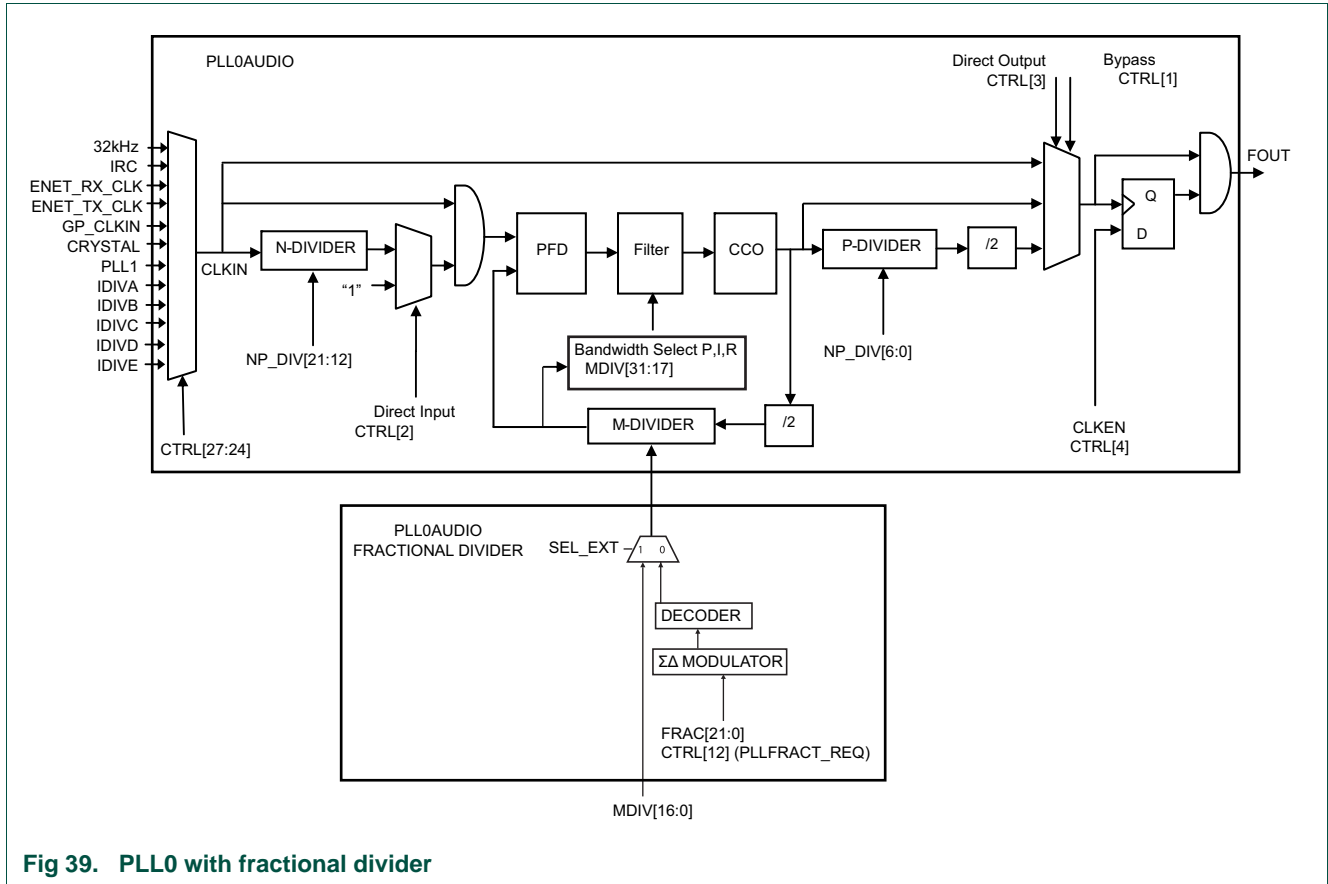 PLL0AUDIO
Direct Output
CTRL[3]
Bypass
CTRL[1]
32kHz
IRC
ENET_RX_CLK
ENET_TX_CLK
GP_CLKIN
CRYSTAL
PLL1
IDIVA
IDIVB
IDIVC
IDIVD
IDIVE
CTRL[27:24]
CLKIN
N-DIVIDER
NP_DIV[21:12]
“1”
Direct Input
CTRL[2]
PFD
Filter
CCO
P-DIVIDER
/2
NP_DIV[6:0]
Bandwidth Select P,I,R
MDIV[31:17]
M-DIVIDER
/2
Q
D
FOUT
CLKEN
CTRL[4]
PLL0AUDIO
FRACTIONAL DIVIDER
SEL_EXT
1 0
DECODER
ΣΔ MODULATOR
FRAC[21:0]
CTRL[12] (PLLFRACT_REQ)
MDIV[16:0]
Fig 39. PLL0 with fractional divider